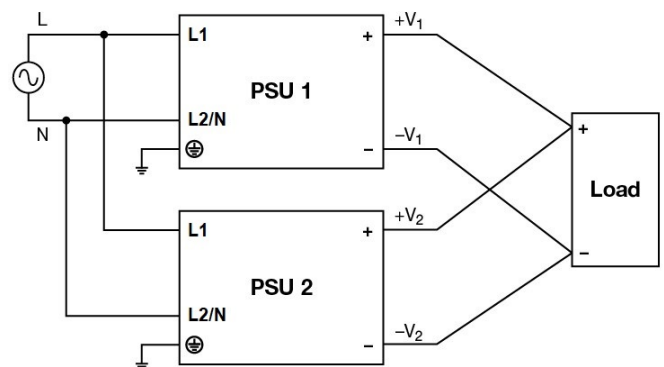 L
N
L1
+
PSU 1
L2/N
–
+V1
–V1
L1
+
PSU 2
L2/N
–
+V2
–V2
+
Load
–